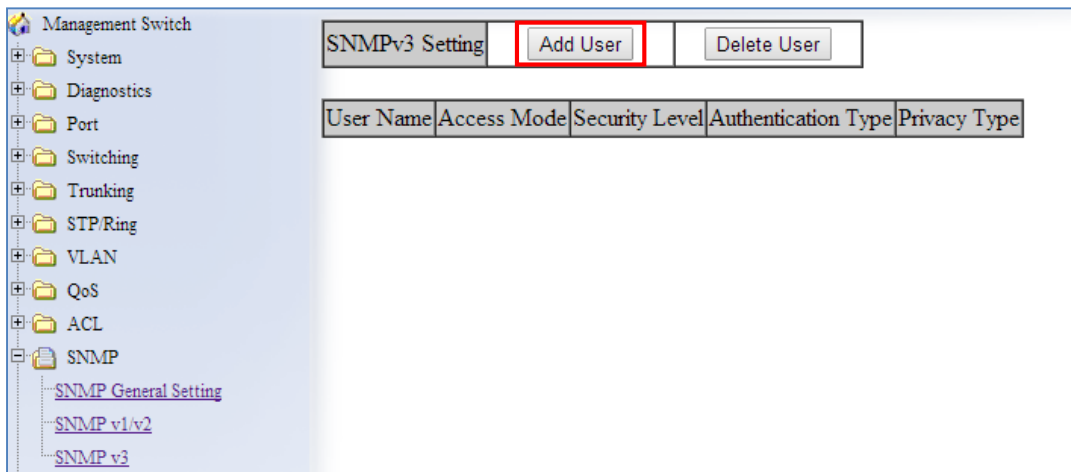 Management Switch
System
Diagnostics
Port
Switching
Trunking
STP/Ring
VLAN
QoS
ACL
SNMP
SNMP General Setting
SNMP v1/v2
SNMP v3
SNMPv3 Setting Add User Delete User
User Name Access Mode Security Level Authentication Type Privacy Type